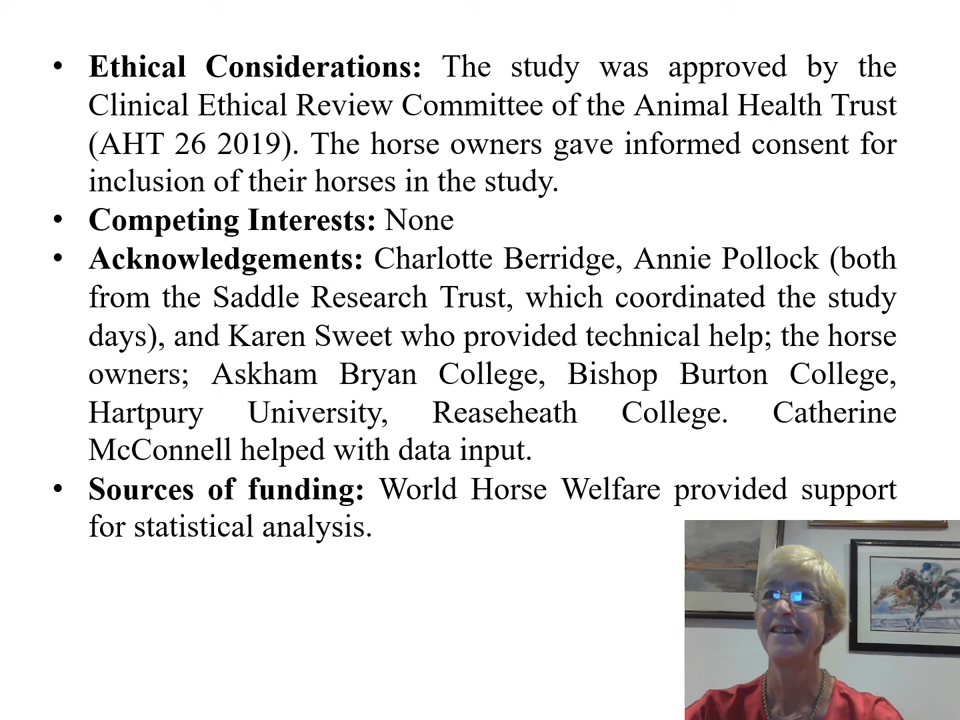 • Ethical Considerations: The study was approved by the
Clinical Ethical Review Committee of the Animal Health Trust
(AHT 26 2019). The horse owners gave informed consent for
inclusion of their horses in the study.
• Competing Interests: None
• Acknowledgements: Charlotte Berridge, Annie Pollock (both
from the Saddle Research Trust, which coordinated the study
days), and Karen Sweet who provided technical help; the horse
owners; Askham Bryan College, Bishop Burton College,
Hartpury University, Reaseheath College. Catherine
McConnell helped with data input.
• Sources of funding: World Horse Welfare provided support
for statistical analysis.